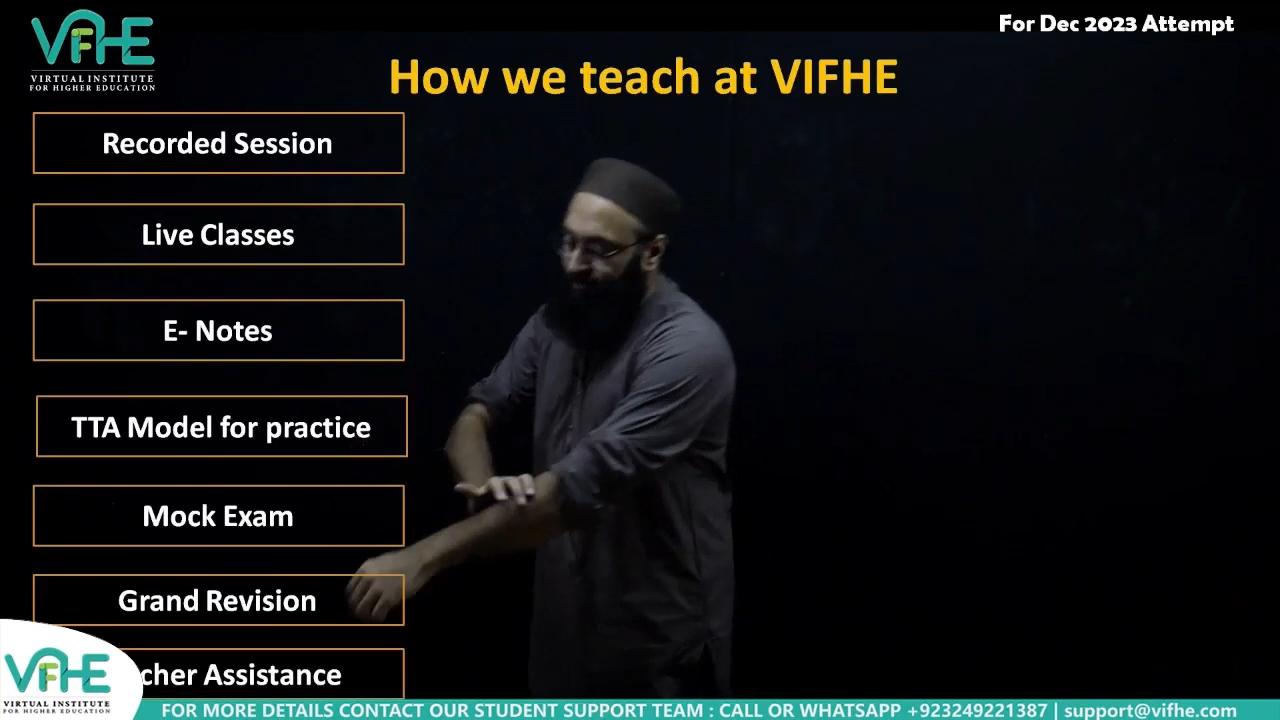 VIFHE
VIRTUAL INSTITUTE
FOR HIGHER EDUCATION
For Dec 2023 Attempt
How we teach at VIFHE
Recorded Session
Live Classes
E- Notes
TTA Model for practice
Mock Exam
Grand Revision
cher Assistance
VIFHE
VIRTUAL INSTITUTE
FOR HIGHER EDUCATION
FOR MORE DETAILS CONTACT OUR STUDENT SUPPORT TEAM : CALL OR WHATSAPP +923249221387 | support@vifhe.com